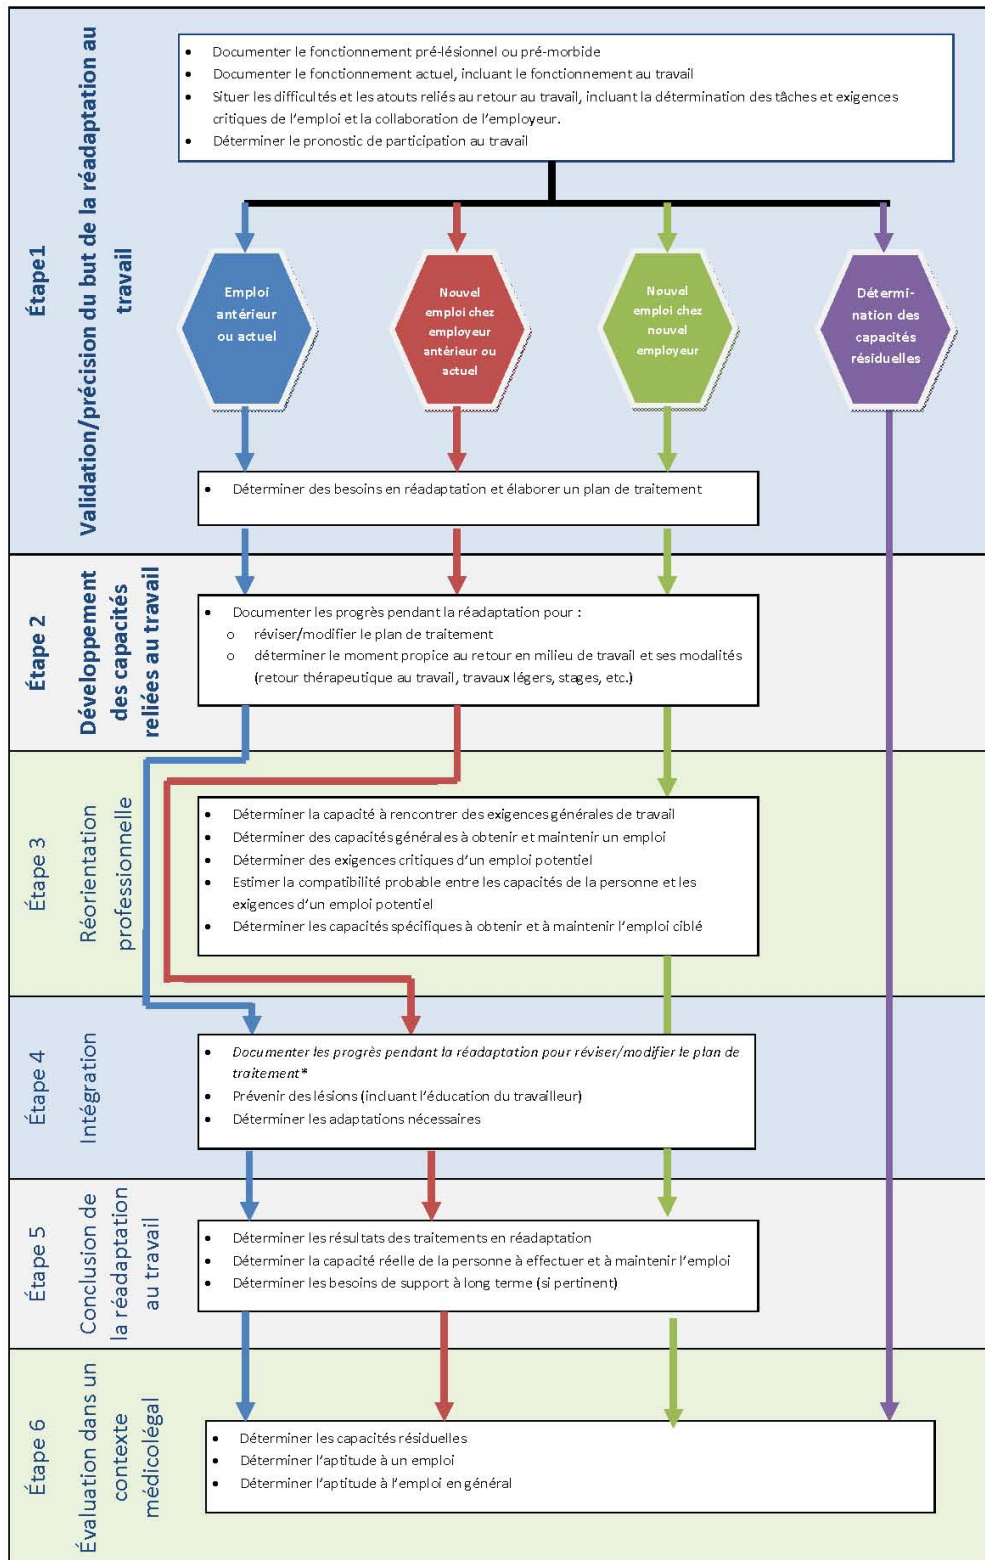 Étape1
Validation/précision du but de la réadaptation au
travail
• Documenter le fonctionnement pré-lésionnel ou pré-morbide
• Documenter le fonctionnement actuel, incluant le fonctionnement au travail
• Situer les difficultés et les atouts reliés au retour au travail, incluant la détermination des tâches et exigences
critiques de l'emploi et la collaboration de l'employeur.
• Déterminer le pronostic de participation au travail
Emploi
antérieur
ou actuel
Nouvel
emploi chez
employeur
antérieur ou
actuel
Nouvel
emploi chez
nouvel
employeur
Détermi-
nation des
capacités
résiduelles
• Déterminer des besoins en réadaptation et élaborer un plan de traitement
Étape 2
Développement
des capacités
reliées au travail
• Documenter les progrès pendant la réadaptation pour :
o réviser/modifier le plan de traitement
o déterminer le moment propice au retour en milieu de travail et ses modalités
(retour thérapeutique au travail, travaux légers, stages, etc.)
Étape 3
Réorientation
professionnelle
• Déterminer la capacité à rencontrer des exigences générales de travail
• Déterminer des capacités générales à obtenir et maintenir un emploi
• Déterminer des exigences critiques d'un emploi potentiel
• Estimer la compatibilité probable entre les capacités de la personne et les
exigences d'un emploi potentiel
• Déterminer les capacités spécifiques à obtenir et à maintenir l'emploi ciblé
Étape 4
Intégration
• Documenter les progrès pendant la réadaptation pour réviser/modifier le plan de
traitement*
• Prévenir des lésions (incluant l'éducation du travailleur)
• Déterminer les adaptations nécessaires
Étape 5
Conclusion de
la réadaptation
au travail
• Déterminer les résultats des traitements en réadaptation
• Déterminer la capacité réelle de la personne à effectuer et à maintenir l'emploi
• Déterminer les besoins de support à long terme (si pertinent)
Étape 6
Évaluation dans un
contexte
médicolégal
• Déterminer les capacités résiduelles
• Déterminer l'aptitude à un emploi
• Déterminer l'aptitude à l'emploi en général